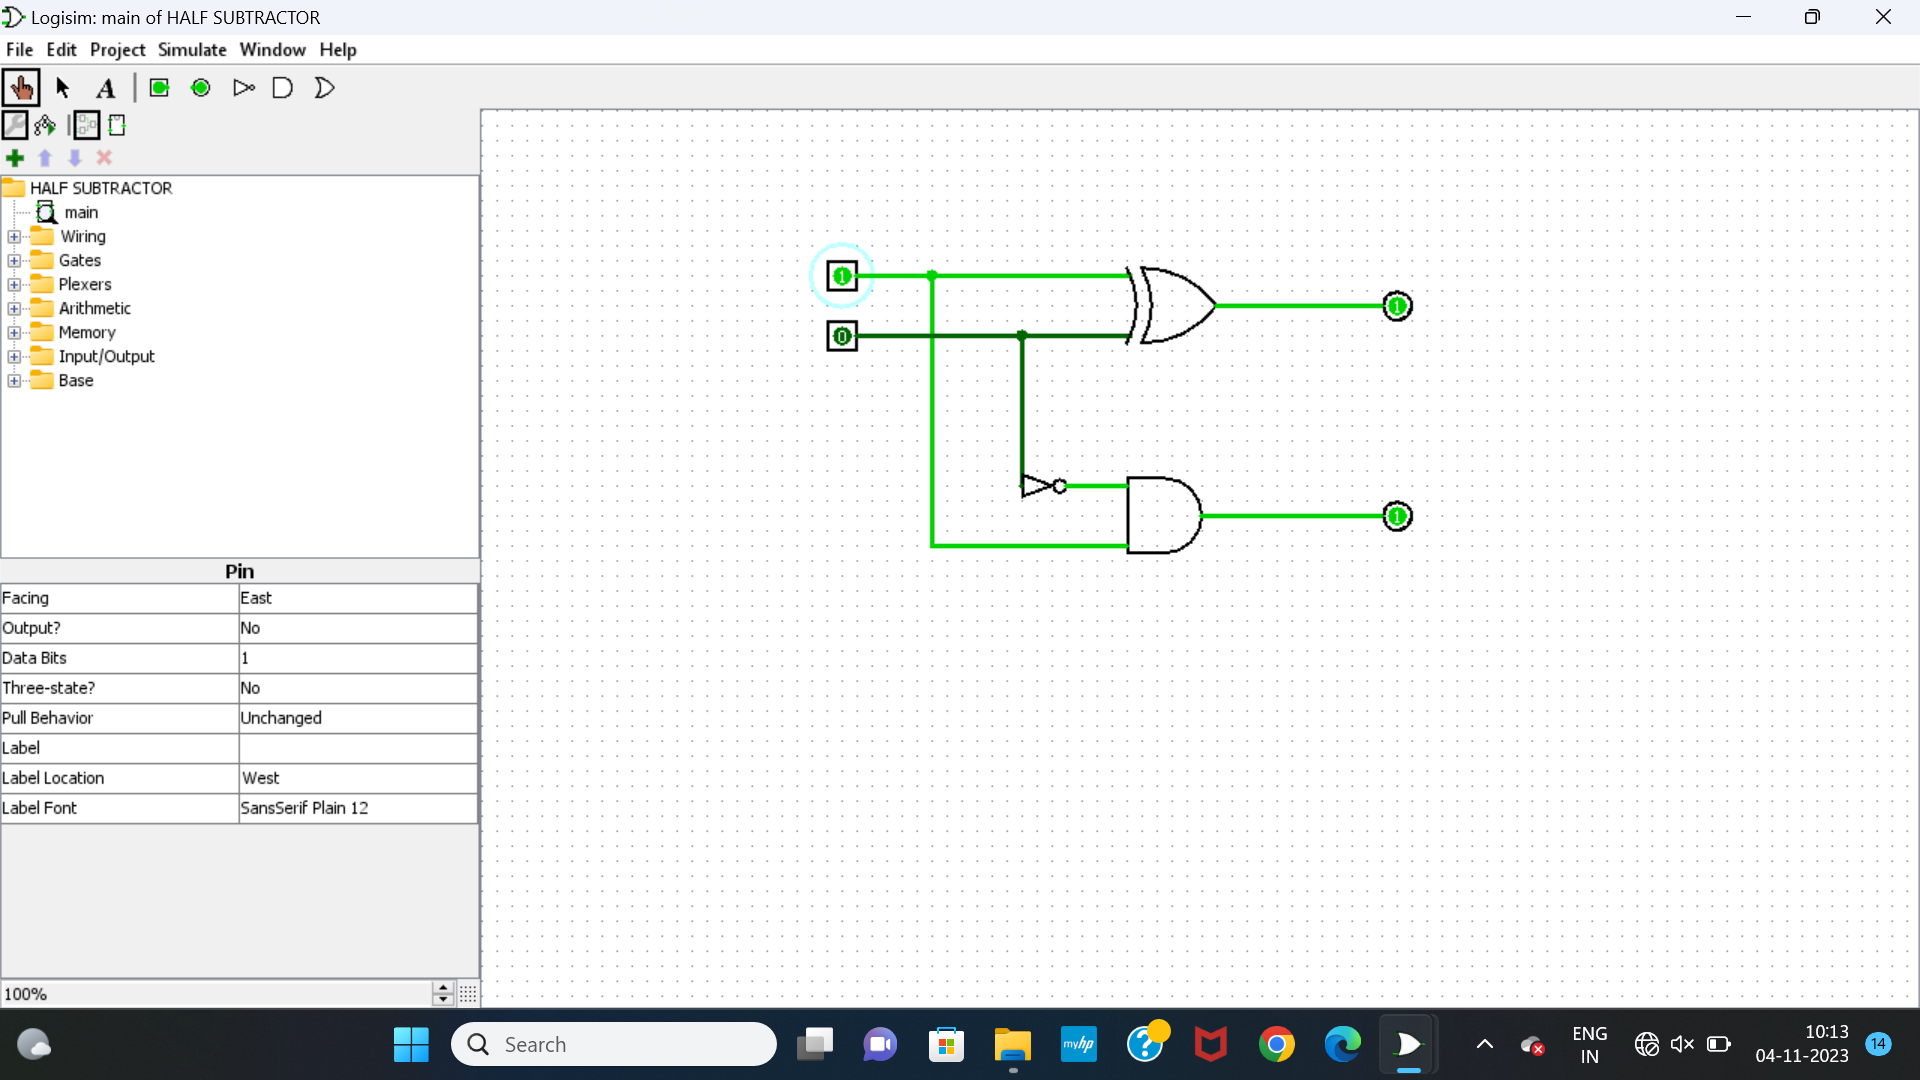 Logisim: main of HALF SUBTRACTOR
File Edit Project Simulate Window Help
A
HALF SUBTRACTOR
main
Wiring
Gates
Plexers
Arithmetic
Memory
Input/Output
Base
Pin
Facing East
Output? No
Data Bits 1
Three-state? No
Pull Behavior Unchanged
Label
Label Location West
Label Font SansSerif Plain 12
100%
1
0
1
1
Search
myhp
?
ENG
IN
10:13
04-11-2023
14